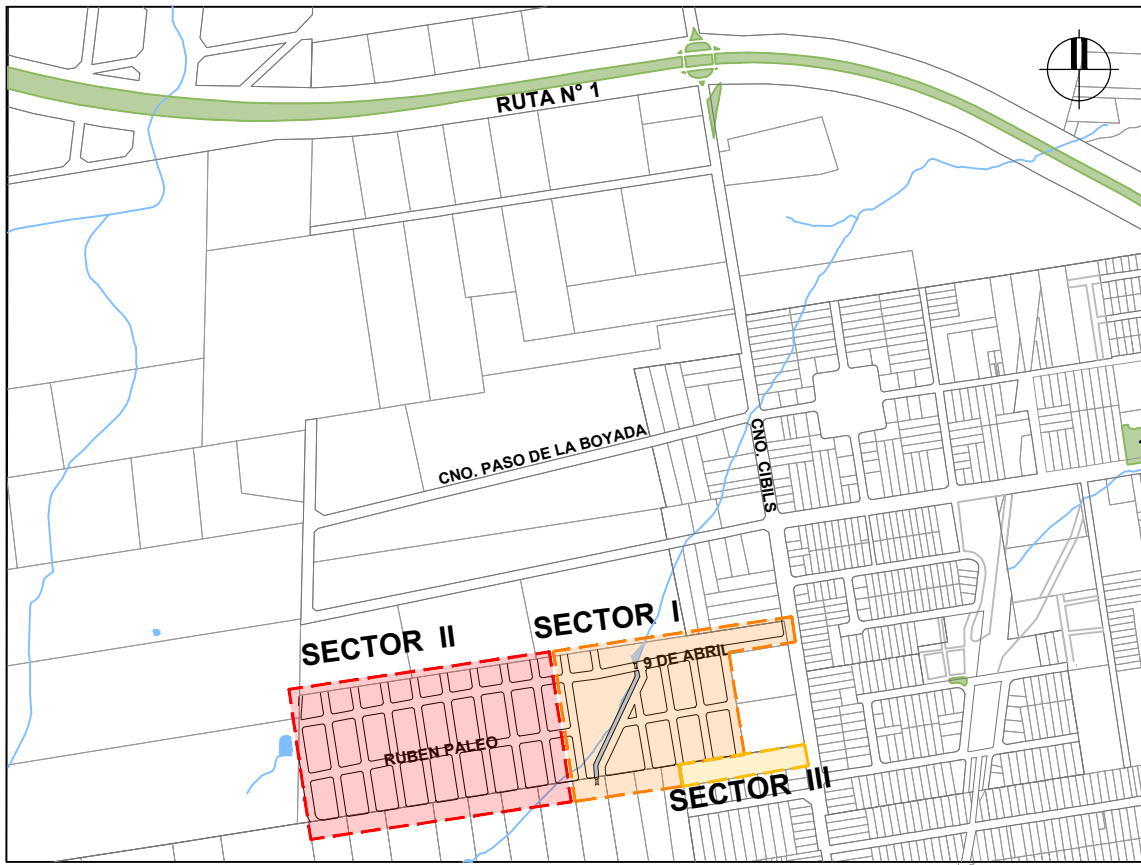 RUTA N° 1
CNO. PASO DE LA BOYADA
CNO. CIBILS
SECTOR II
SECTOR I
9 DE ABRIL
RUBEN PALEO
SECTOR III